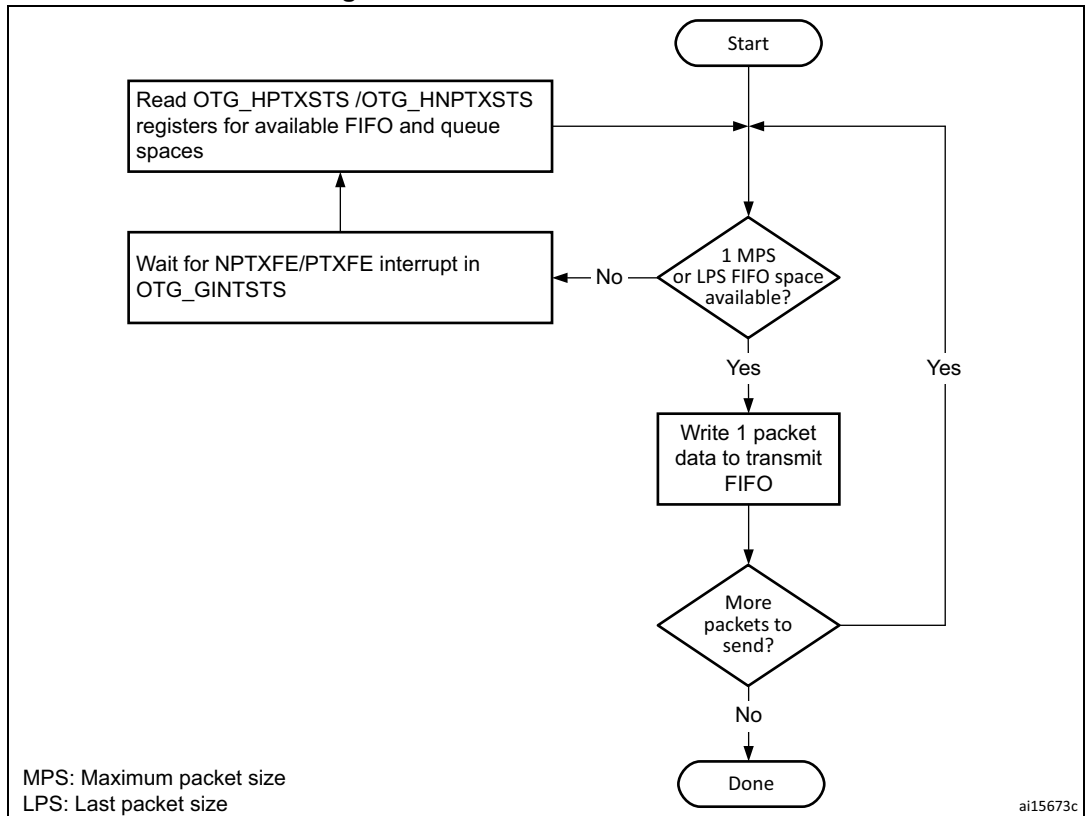 Start
Read OTG_HPTXSTS /OTG_HNPTXSTS
registers for available FIFO and queue
spaces
1 MPS
or LPS FIFO space
available?
No
Wait for NPTXFE/PTXFE interrupt in
OTG_GINTSTS
Yes
Yes
Write 1 packet
data to transmit
FIFO
More
packets to
send?
No
Done
MPS: Maximum packet size
LPS: Last packet size
ai15673c